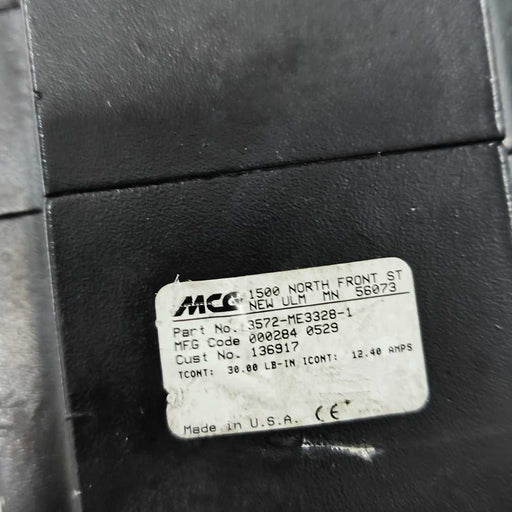 MCG 1500 NORTH FRONT ST
NEW ULM MN 56073
Part No. 3572-ME3328-1
MFG Code 000284 0529
Cust No. 136917
TCONT: 30.00 LB-IN ICONT: 12.40 AMPS
Made in U.S.A. CE